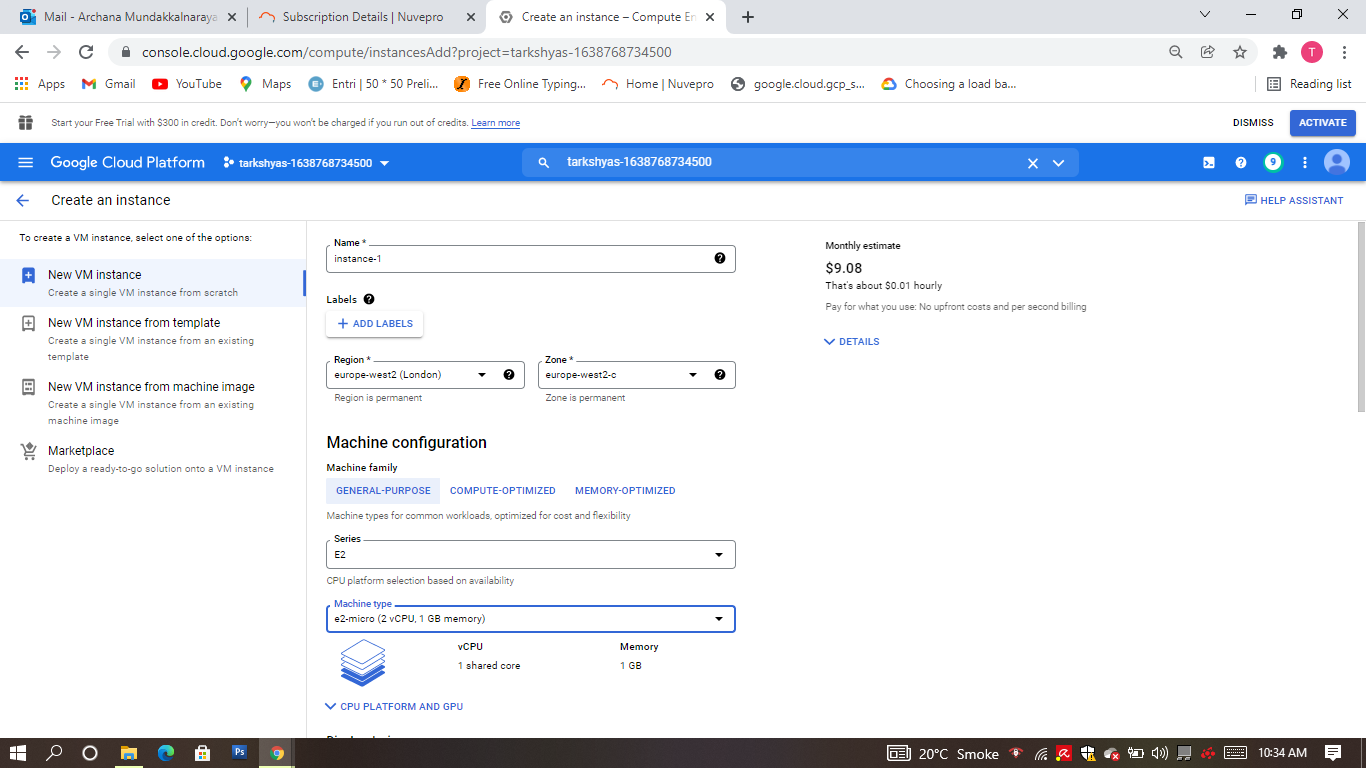 Mail - Archana Mundakkalnaraya
Subscription Details | Nuvepro
Create an instance – Compute En
console.cloud.google.com/compute/instancesAdd?project=tarkshyas-1638768734500
T
Apps
Gmail
YouTube
Maps
Entri | 50 * 50 Preli...
Free Online Typing...
Home | Nuvepro
google.cloud.gcp_s...
Choosing a load ba...
Reading list
Start your Free Trial with $300 in credit. Don't worry—you won't be charged if you run out of credits. Learn more
DISMISS
ACTIVATE
Google Cloud Platform
tarkshyas-1638768734500
tarkshyas-1638768734500
9
Create an instance
HELP ASSISTANT
To create a VM instance, select one of the options:
New VM instance
Create a single VM instance from scratch
New VM instance from template
Create a single VM instance from an existing
template
New VM instance from machine image
Create a single VM instance from an existing
machine image
Marketplace
Deploy a ready-to-go solution onto a VM instance
Name *
instance-1
Labels
ADD LABELS
Region *
europe-west2 (London)
Region is permanent
Zone *
europe-west2-c
Zone is permanent
Machine configuration
Machine family
GENERAL-PURPOSE
COMPUTE-OPTIMIZED
MEMORY-OPTIMIZED
Machine types for common workloads, optimized for cost and flexibility
Series
E2
CPU platform selection based on availability
Machine type
e2-micro (2 vCPU, 1 GB memory)
vCPU
1 shared core
Memory
1 GB
CPU PLATFORM AND GPU
Monthly estimate
$9.08
That's about $0.01 hourly
Pay for what you use: No upfront costs and per second billing
DETAILS
Ps
20°C Smoke
10:34 AM